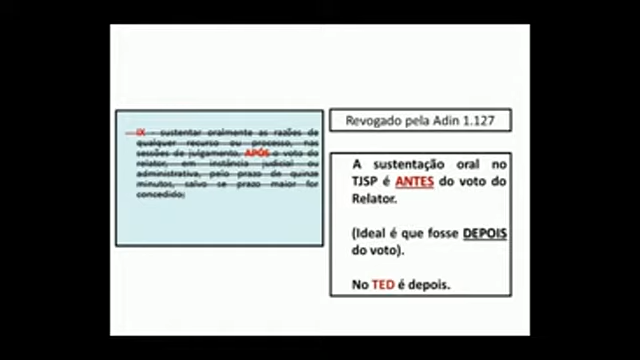 IX - sustentar oralmente as razões de
qualquer recurso ou processo, nas
sessões de julgamento, APÓS o voto do
relator, em instância judicial ou
administrativa, pelo prazo de quinze
minutos, salvo se prazo maior for
concedido;
Revogado pela Adin 1.127
A sustentação oral no
TJSP é ANTES do voto do
Relator.
(Ideal é que fosse DEPOIS
do voto).
No TED é depois.